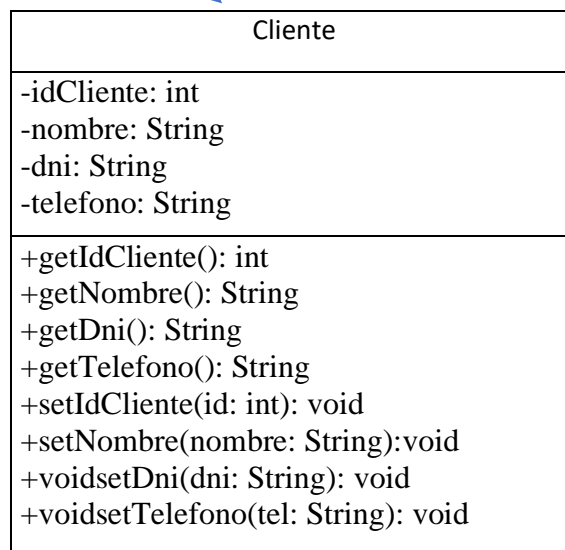 Cliente
-idCliente: int
-nombre: String
-dni: String
-telefono: String
+getIdCliente(): int
+getNombre(): String
+getDni(): String
+getTelefono(): String
+setIdCliente(id: int): void
+setNombre(nombre: String):void
+voidsetDni(dni: String): void
+voidsetTelefono(tel: String): void